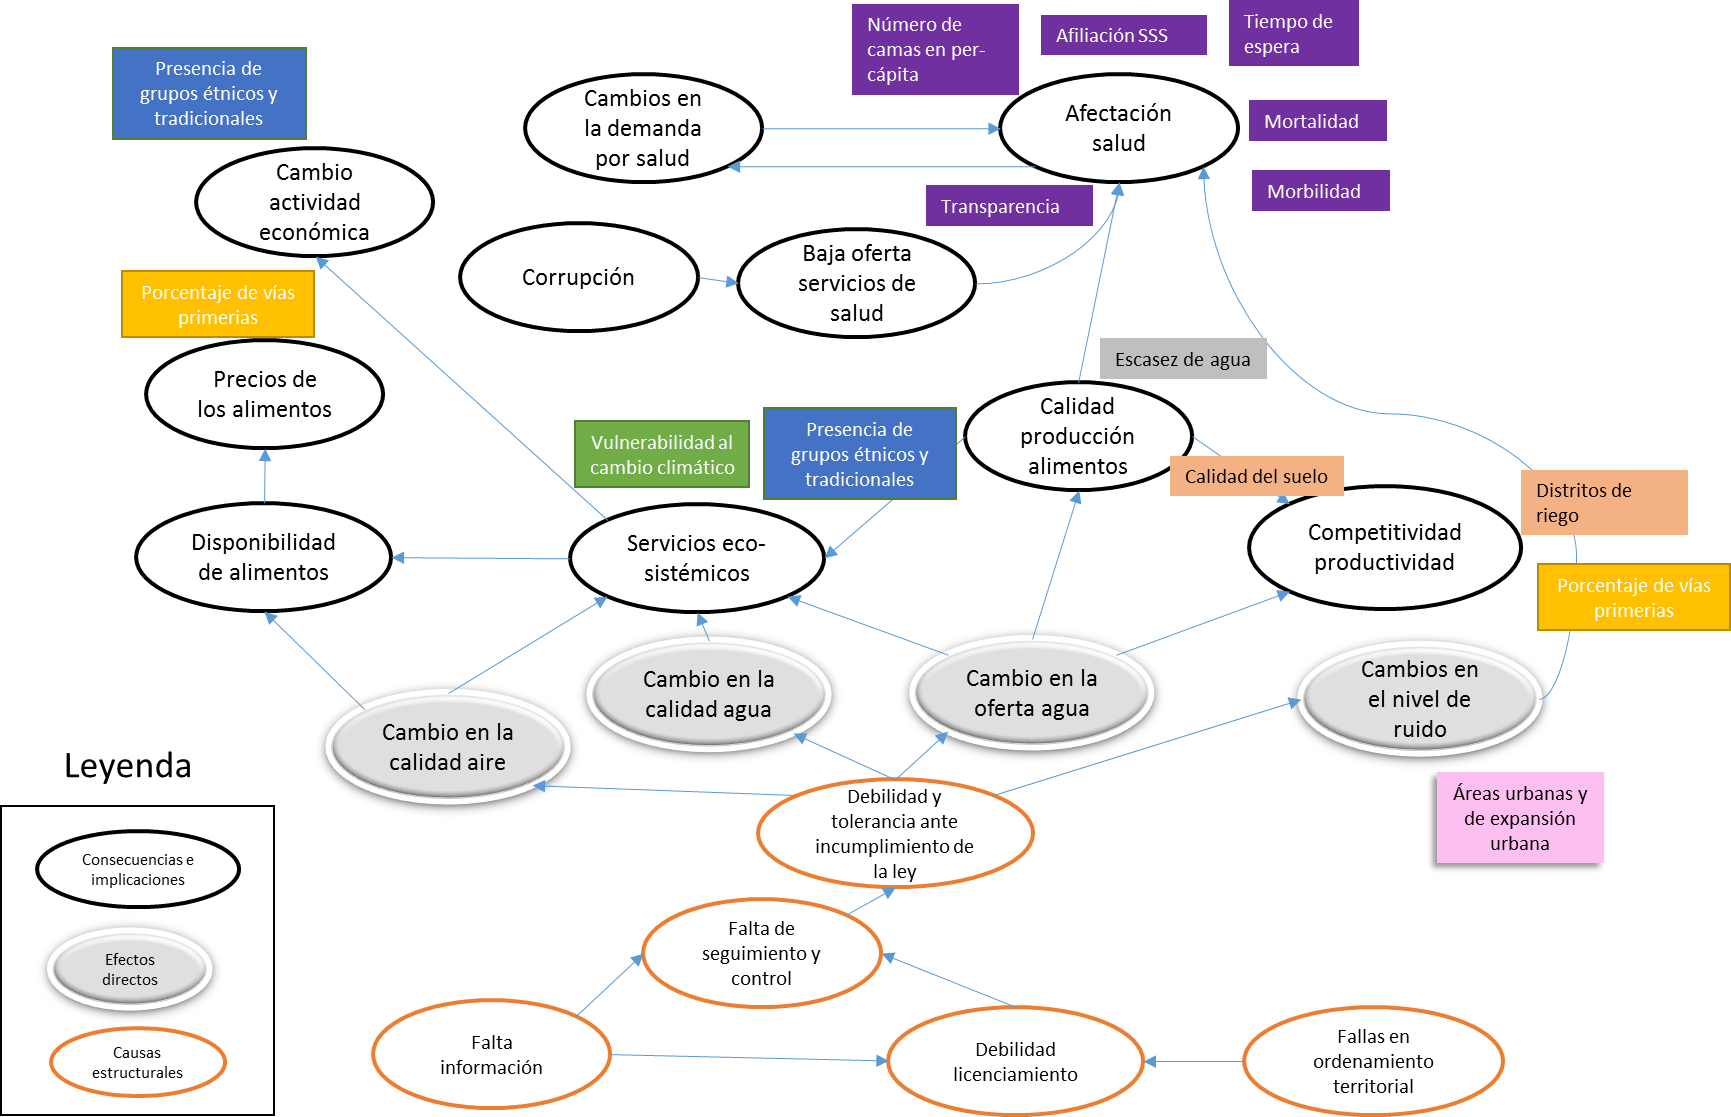 Número de
camas en per-
cápita
Afiliación SSS
Tiempo de
espera
Presencia de
grupos étnicos y
tradicionales
Cambios en
la demanda
por salud
Afectación
salud
Mortalidad
Morbilidad
Cambio
actividad
económica
Transparencia
Corrupción
Baja oferta
servicios de
salud
Porcentaje de vías
primerias
Precios de
los alimentos
Escasez de agua
Calidad
producción
alimentos
Vulnerabilidad al
cambio climático
Presencia de
grupos étnicos y
tradicionales
Calidad del suelo
Distritos de
riego
Disponibilidad
de alimentos
Servicios eco-
sistémicos
Competitividad
productividad
Porcentaje de vías
primerias
Cambio en la
calidad aire
Cambio en la
calidad agua
Cambio en la
oferta agua
Cambios en
el nivel de
ruido
Áreas urbanas y
de expansión
urbana
Debilidad y
tolerancia ante
incumplimiento de
la ley
Falta de
seguimiento y
control
Falta
información
Debilidad
licenciamiento
Fallas en
ordenamiento
territorial
Leyenda
Consecuencias e
implicaciones
Efectos
directos
Causas
estructurales